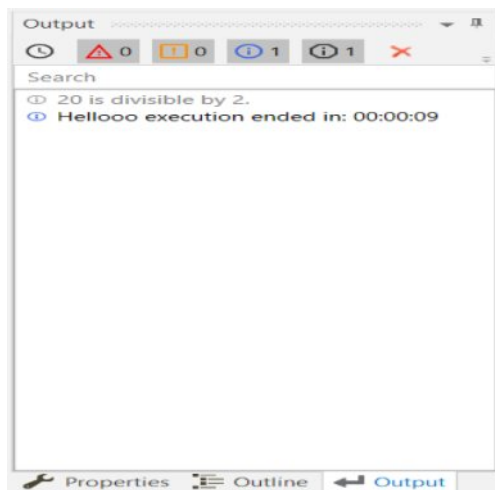 Output
0 0 1 1
Search
20 is divisible by 2.
Hellooo execution ended in: 00:00:09
Properties Outline Output